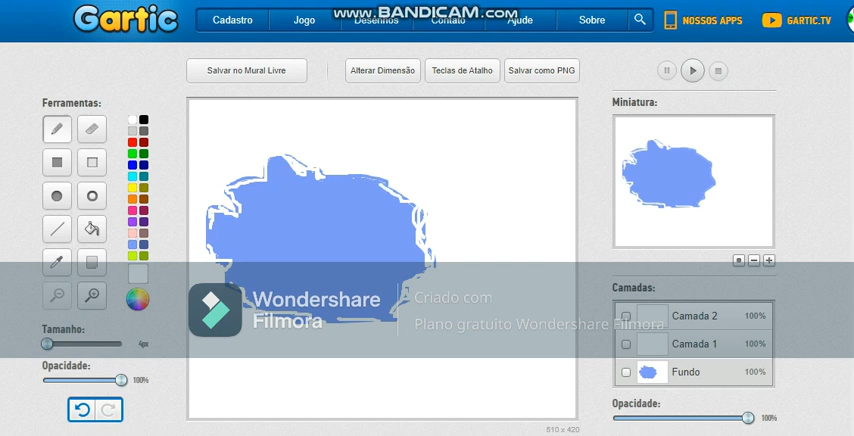 Gartic
Cadastro
Jogo
Desenhos
Contato
Ajude
Sobre
www.BANDICAM.com
NOSSOS APPS
GARTIC.TV
Salvar no Mural Livre
Alterar Dimensão
Teclas de Atalho
Salvar como PNG
Ferramentas:
Miniatura:
Wondershare
Filmora
Criado com
Plano gratuito Wondershare Filmora
Camadas:
Camada 2 100%
Camada 1 100%
Fundo 100%
Tamanho:
4px
Opacidade:
100%
Opacidade:
100%
510 x 420